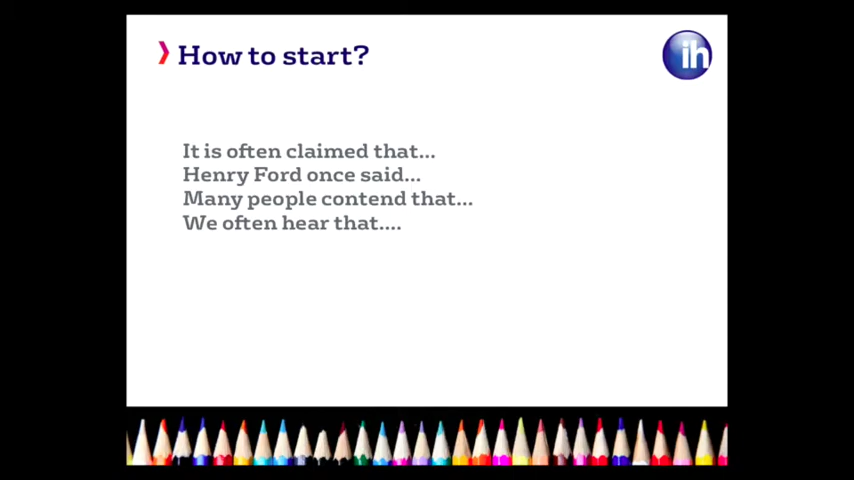 How to start?
ih
It is often claimed that...
Henry Ford once said...
Many people contend that...
We often hear that....